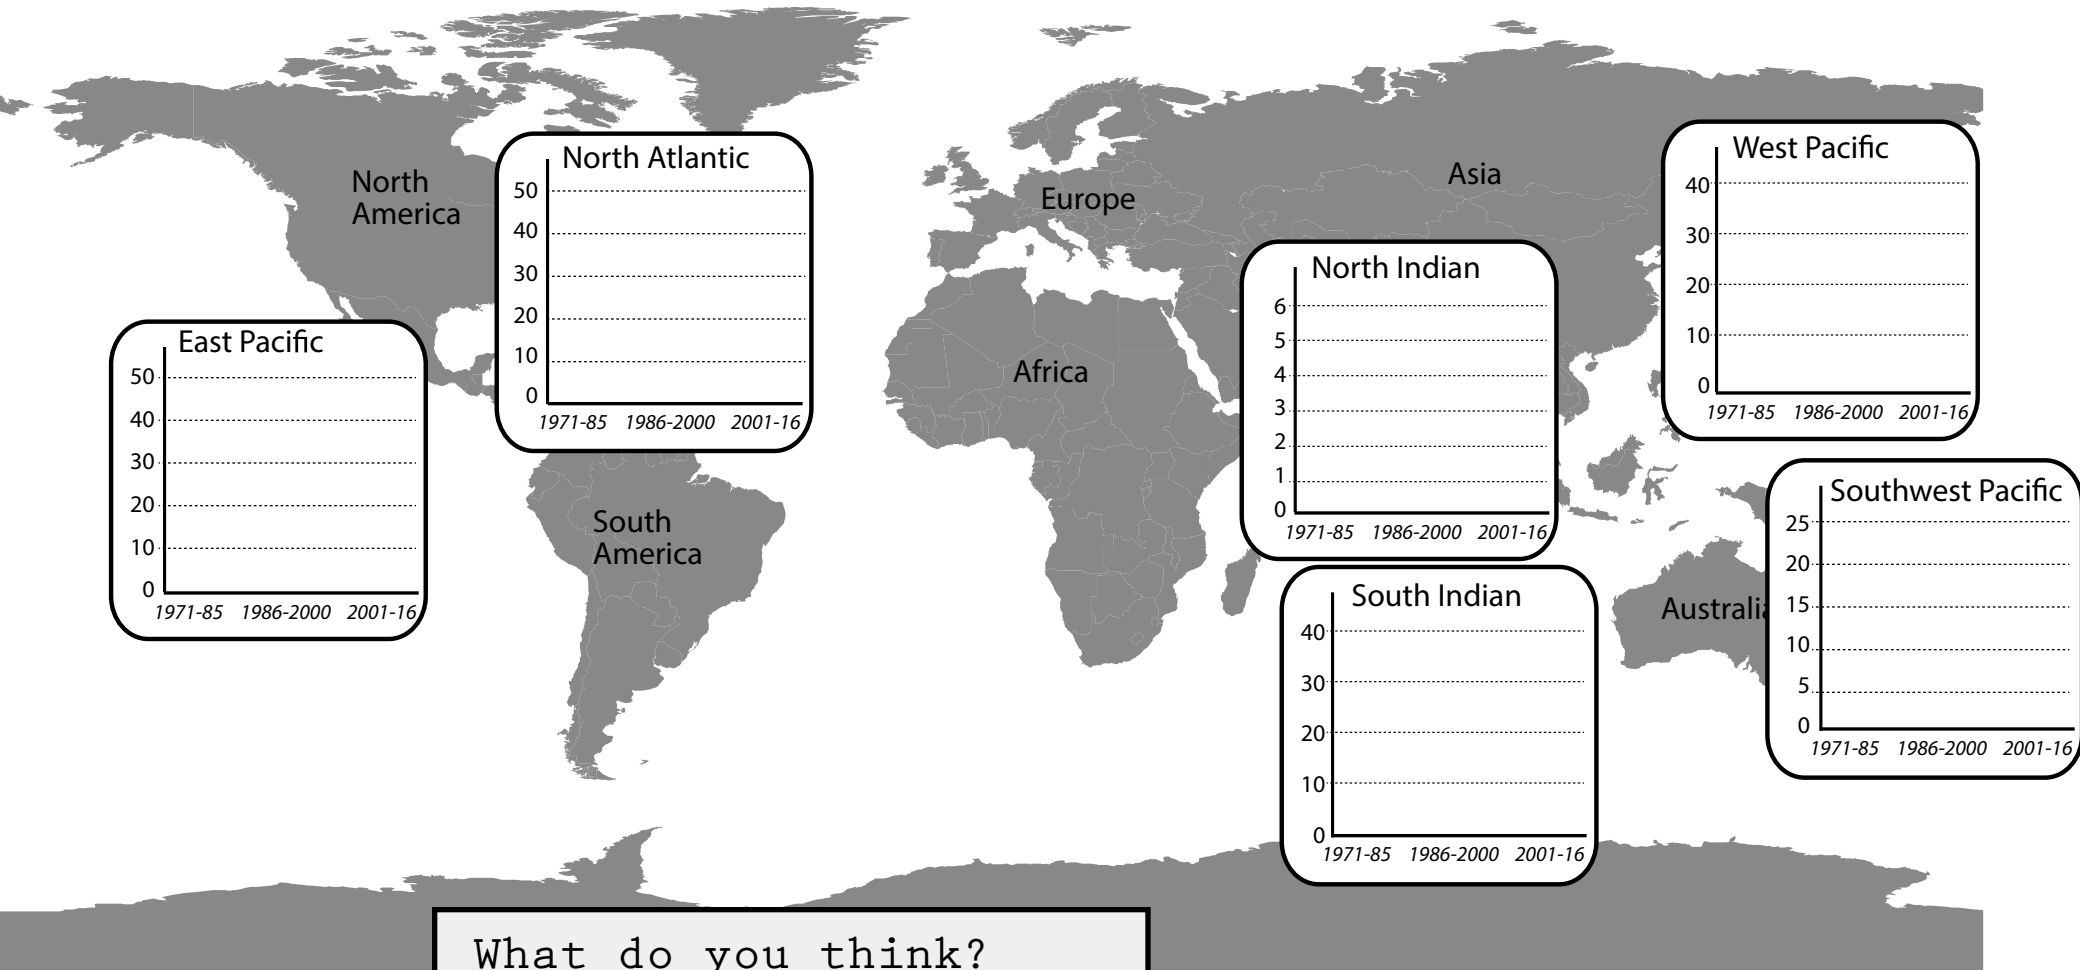 North
America
North Atlantic
50
40
30
20
10
0
1971-85 1986-2000 2001-16
Europe
Asia
West Pacific
40
30
20
10
0
1971-85 1986-2000 2001-16
North Indian
6
5
4
3
2
1
0
1971-85 1986-2000 2001-16
East Pacific
50
40
30
20
10
0
1971-85 1986-2000 2001-16
Africa
South
America
Southwest Pacific
25
20
15
10
5
0
1971-85 1986-2000 2001-16
Australia
South Indian
40
30
20
10
0
1971-85 1986-2000 2001-16
What do you think?